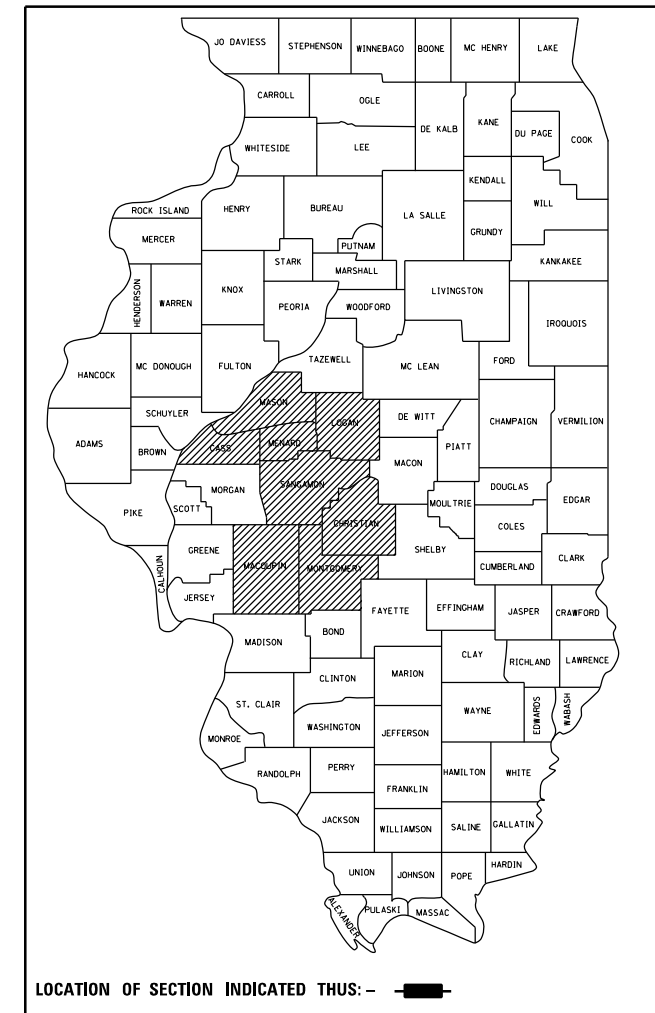 JO DAVIESS
STEPHENSON
WINNEBAGO
BOONE
MC HENRY
LAKE
CARROLL
OGLE
DE KALB
KANE
DU PAGE
COOK
WHITESIDE
LEE
KENDALL
WILL
ROCK ISLAND
HENRY
BUREAU
LA SALLE
GRUNDY
MERCER
PUTNAM
STARK
MARSHALL
KANKAKEE
HENDERSON
WARREN
KNOX
PEORIA
WOODFORD
LIVINGSTON
IROQUOIS
HANCOCK
MC DONOUGH
FULTON
TAZEWELL
MC LEAN
FORD
MASON
SCHUYLER
LOGAN
DE WITT
CHAMPAIGN
VERMILION
ADAMS
BROWN
CASS
MENARD
PIATT
MACON
SANGAMON
MORGAN
DOUGLAS
EDGAR
PIKE
SCOTT
MOULTRIE
COLES
CHRISTIAN
GREENE
SHELBY
CLARK
CALHOUN
MACOUPIN
MONTGOMERY
CUMBERLAND
JERSEY
FAYETTE
EFFINGHAM
JASPER
CRAWFORD
BOND
MADISON
CLAY
RICHLAND
LAWRENCE
CLINTON
MARION
ST. CLAIR
WAYNE
EDWARDS
WABASH
WASHINGTON
JEFFERSON
MONROE
RANDOLPH
PERRY
HAMILTON
WHITE
FRANKLIN
JACKSON
WILLIAMSON
SALINE
GALLATIN
UNION
JOHNSON
POPE
HARDIN
ALEXANDER
PULASKI
MASSAC
LOCATION OF SECTION INDICATED THUS: -